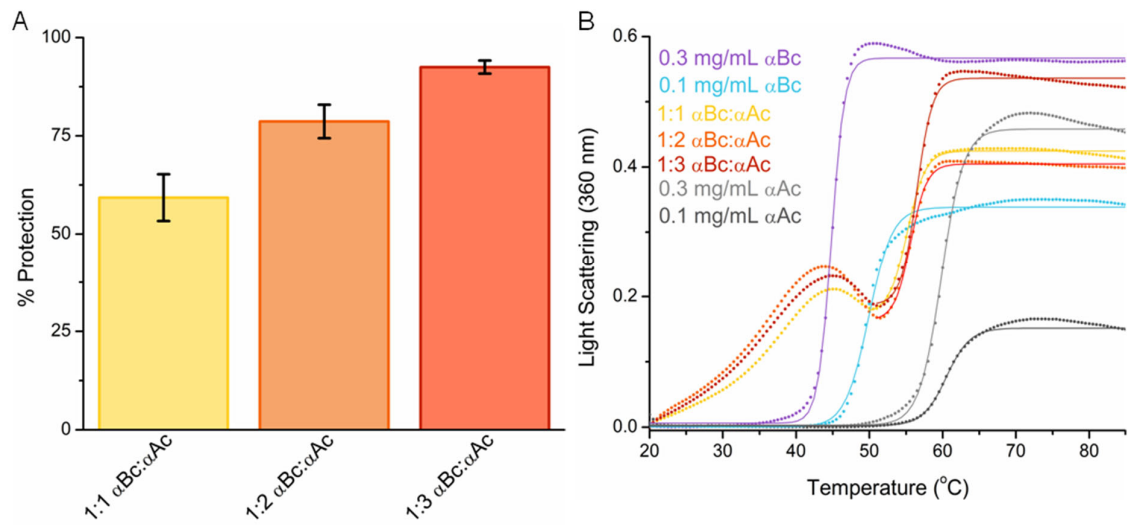 A
% Protection
100
75
50
25
0
1:1 αBc:αAc
1:2 αBc:αAc
1:3 αBc:αAc
B
Light Scattering (360 nm)
0.6
0.4
0.2
0.0
0.3 mg/mL αBc
0.1 mg/mL αBc
1:1 αBc:αAc
1:2 αBc:αAc
1:3 αBc:αAc
0.3 mg/mL αAc
0.1 mg/mL αAc
20 30 40 50 60 70 80
Temperature (°C)